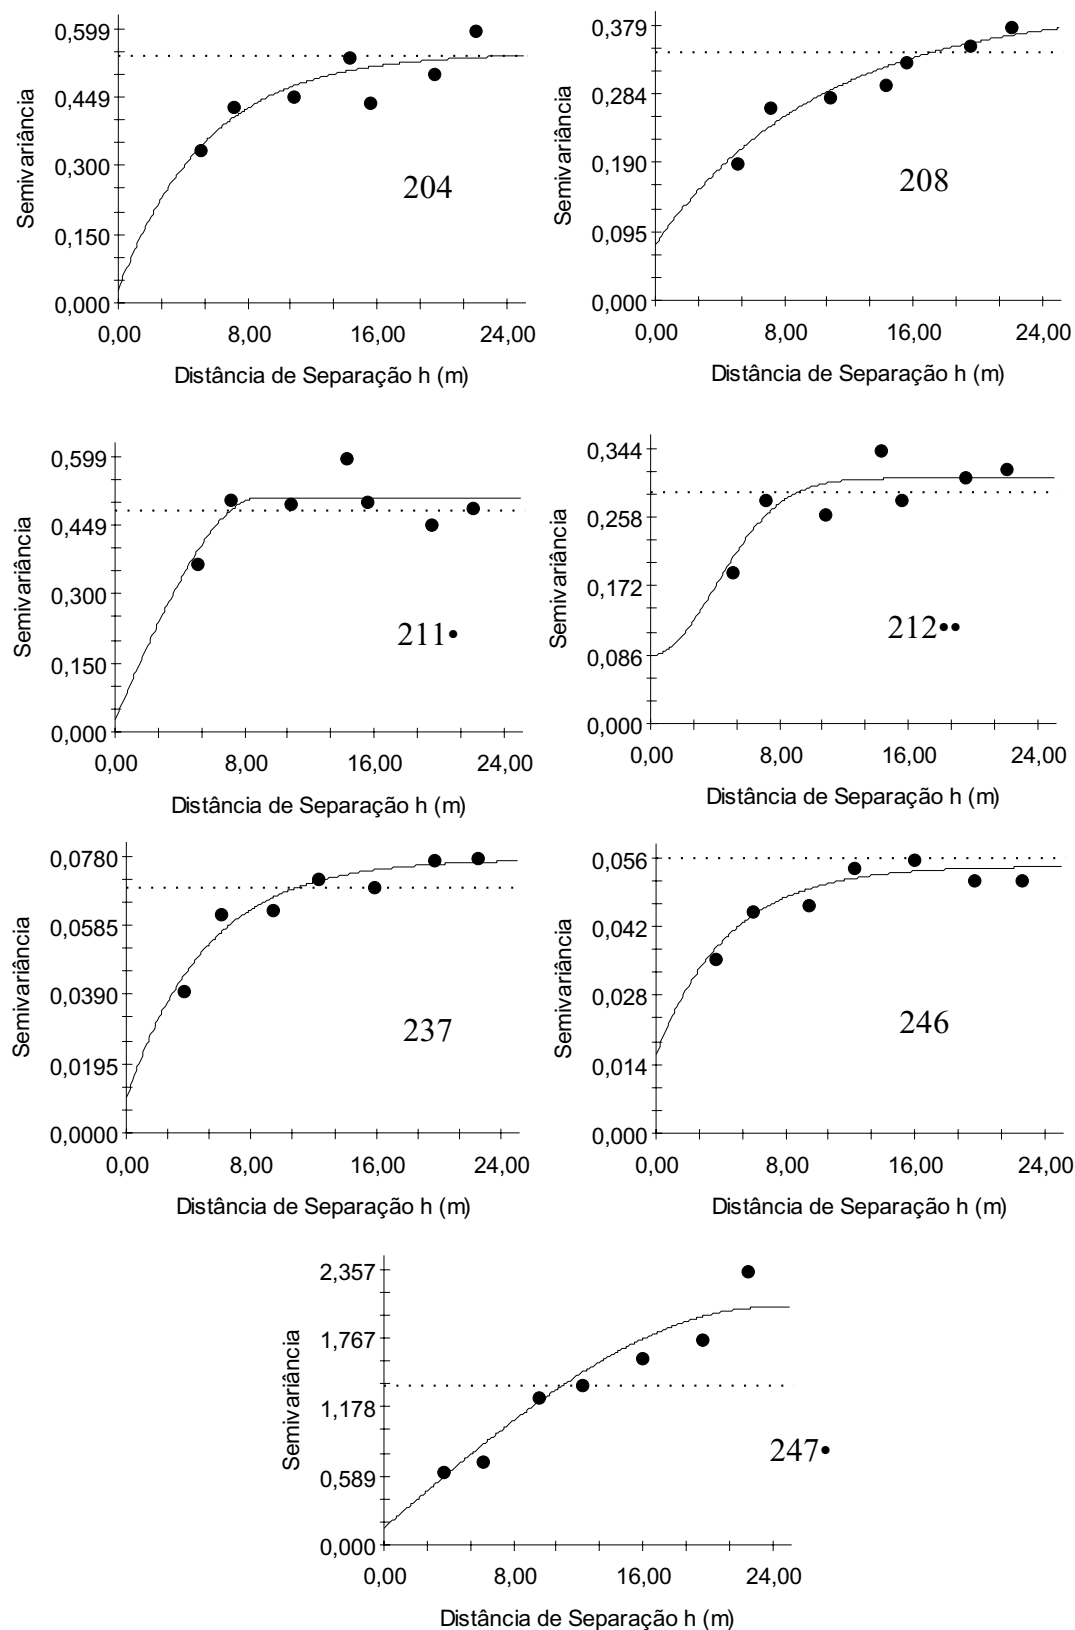 0,599
0,449
0,300
0,150
0,000
Semivariância
204
0,00 8,00 16,00 24,00
Distância de Separação h (m)
0,379
0,284
0,190
0,095
0,000
Semivariância
208
0,00 8,00 16,00 24,00
Distância de Separação h (m)
0,599
0,449
0,300
0,150
0,000
Semivariância
211•
0,00 8,00 16,00 24,00
Distância de Separação h (m)
0,344
0,258
0,172
0,086
0,000
Semivariância
212••
0,00 8,00 16,00 24,00
Distância de Separação h (m)
0,0780
0,0585
0,0390
0,0195
0,0000
Semivariância
237
0,00 8,00 16,00 24,00
Distância de Separação h (m)
0,056
0,042
0,028
0,014
0,000
Semivariância
246
0,00 8,00 16,00 24,00
Distância de Separação h (m)
2,357
1,767
1,178
0,589
0,000
Semivariância
247•
0,00 8,00 16,00 24,00
Distância de Separação h (m)